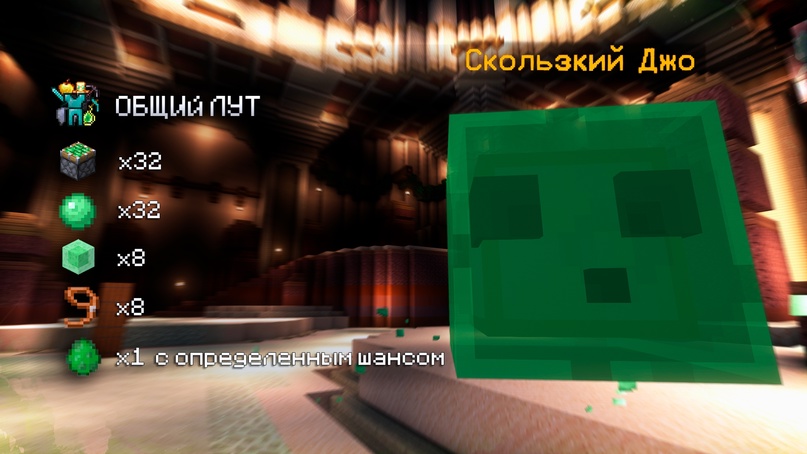 Скользкий Джо
ОБЩИЙ ЛУТ
x32
x32
x8
x8
x1 с определенным шансом